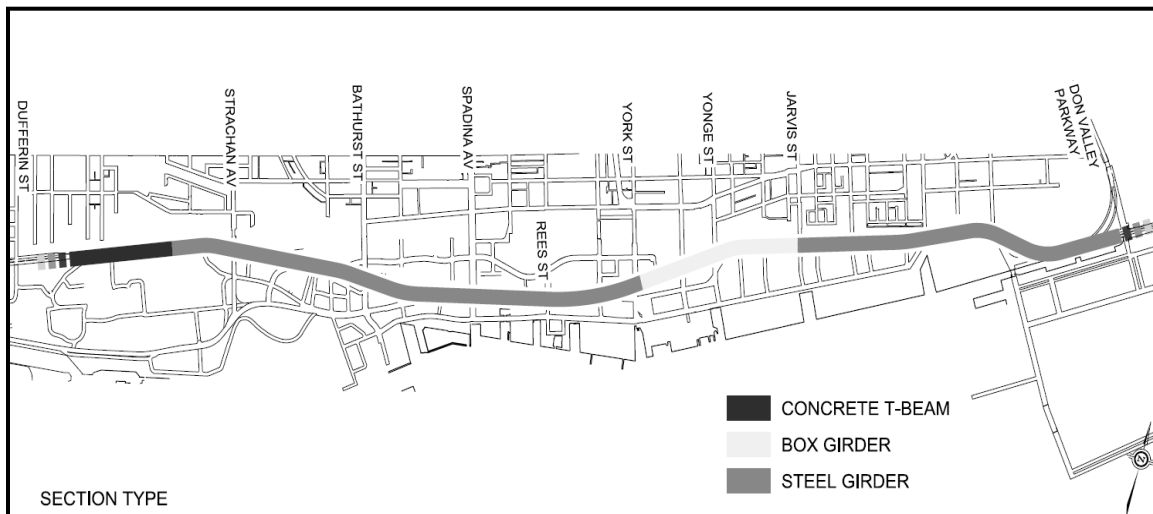 DUFFERIN ST
STRACHAN AV
BATHURST ST
SPADINA AV
REES ST
YORK ST
YONGE ST
JARVIS ST
DON VALLEY
PARKWAY
CONCRETE T-BEAM
BOX GIRDER
STEEL GIRDER
SECTION TYPE
N